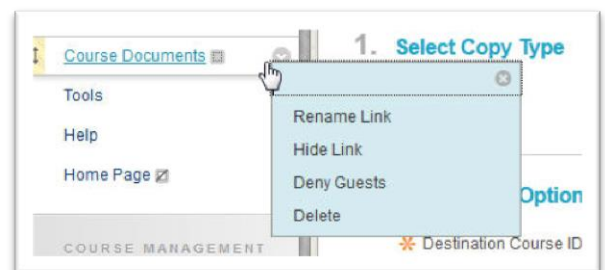 Course Documents
Tools
Help
Home Page
COURSE MANAGEMENT
1. Select Copy Type
Rename Link
Hide Link
Deny Guests
Delete
Option
* Destination Course ID